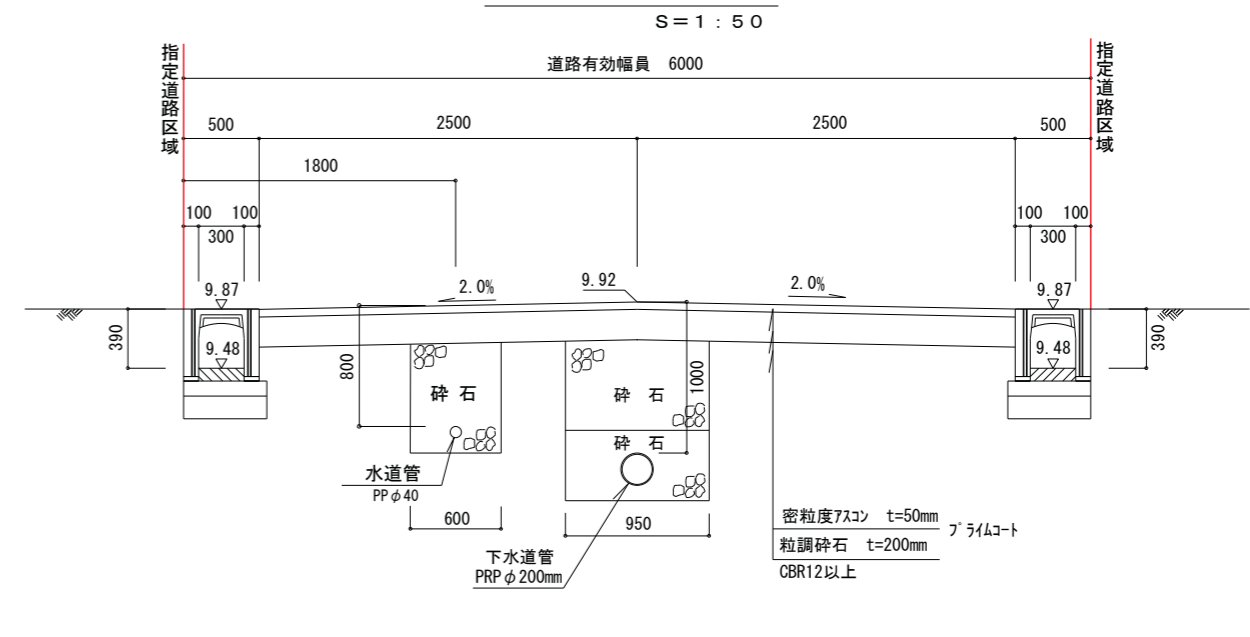 S＝1：50
指定道路区域
道路有効幅員　6000
指定道路区域
500
2500
2500
500
1800
100
100
300
100
100
300
9.87
2.0%
9.92
2.0%
9.87
390
9.48
800
1000
9.48
390
砕 石
砕　石
砕　石
水道管
PPφ40
600
950
下水道管
PRPφ200mm
密粒度ｱｽｺﾝ　t=50mm
ﾌﾟﾗｲﾑｺｰﾄ
粒調砕石　t=200mm
CBR12以上